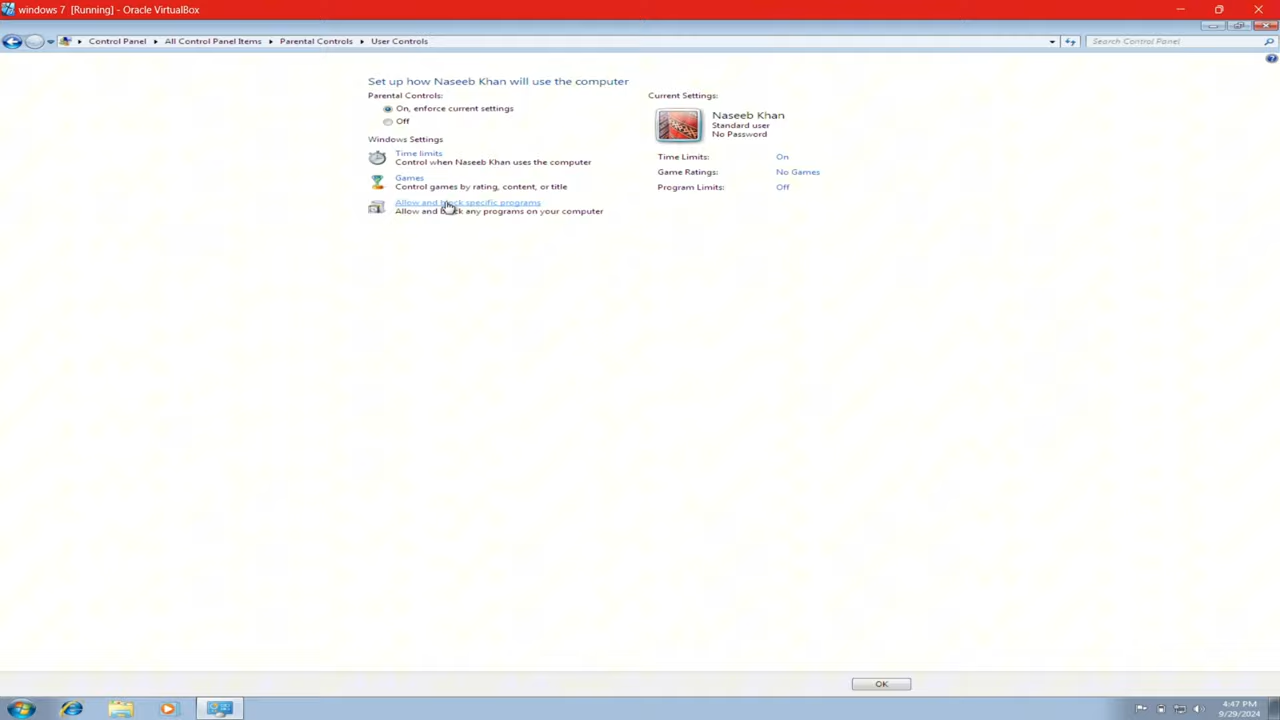 windows 7 [Running] - Oracle VirtualBox
Control Panel ▸ All Control Panel Items ▸ Parental Controls ▸ User Controls
Search Control Panel
Set up how Naseeb Khan will use the computer
Parental Controls:
On, enforce current settings
Off
Windows Settings
Time limits
Control when Naseeb Khan uses the computer
Games
Control games by rating, content, or title
Allow and block specific programs
Allow and block any programs on your computer
Current Settings:
Naseeb Khan
Standard user
No Password
Time Limits: On
Game Ratings: No Games
Program Limits: Off
OK
4:47 PM
9/29/2024